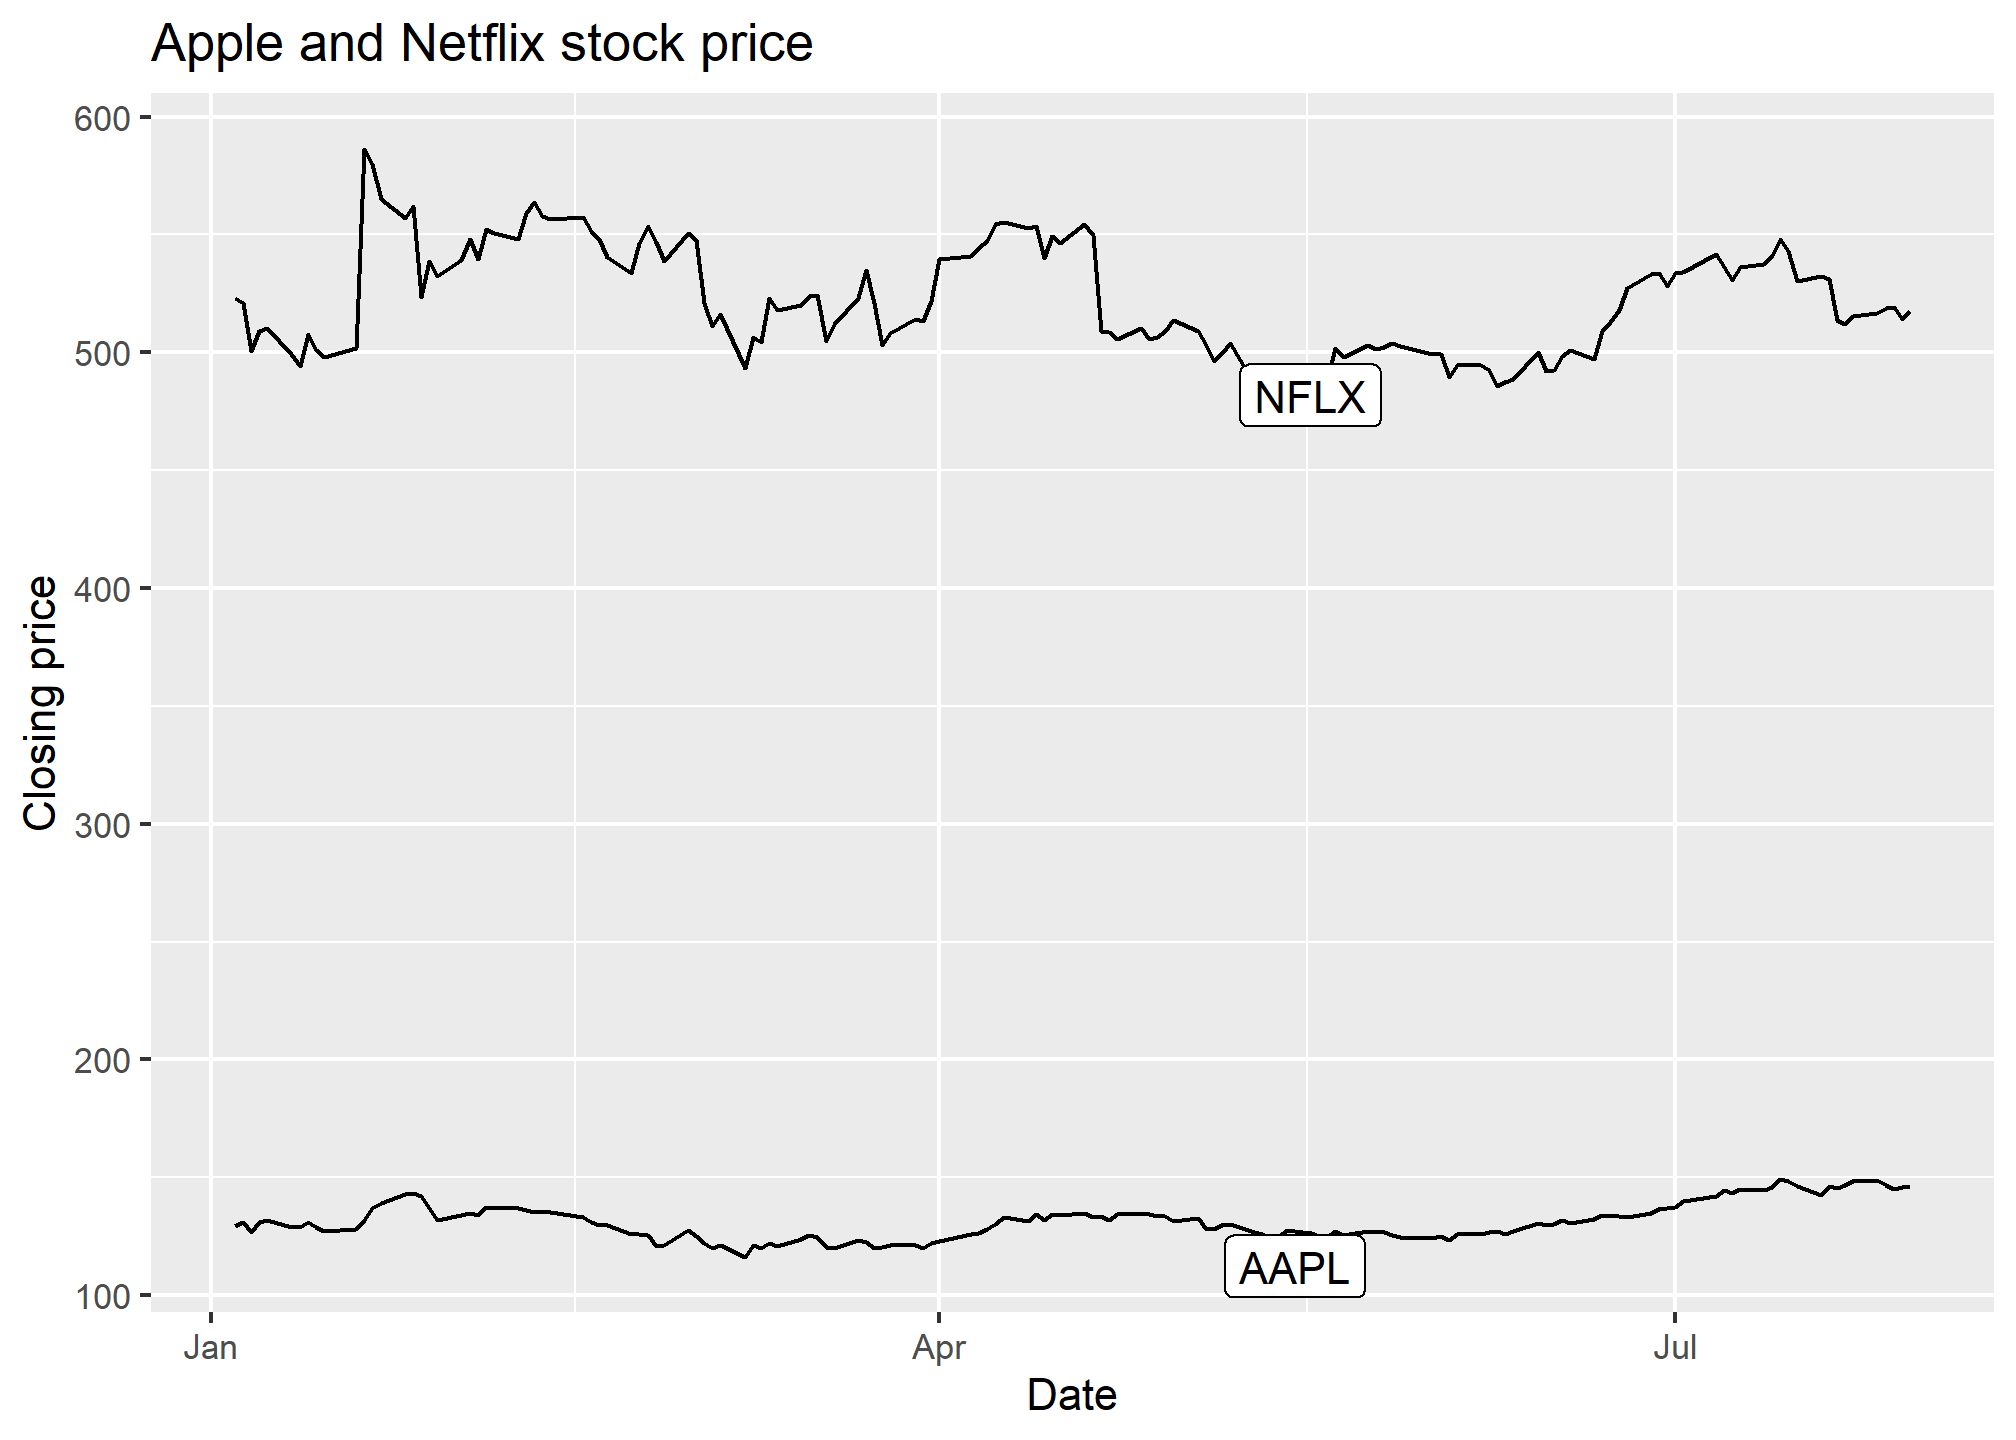 Apple and Netflix stock price
600
500
400
300
200
100
Closing price
NFLX
AAPL
Jan
Apr
Jul
Date